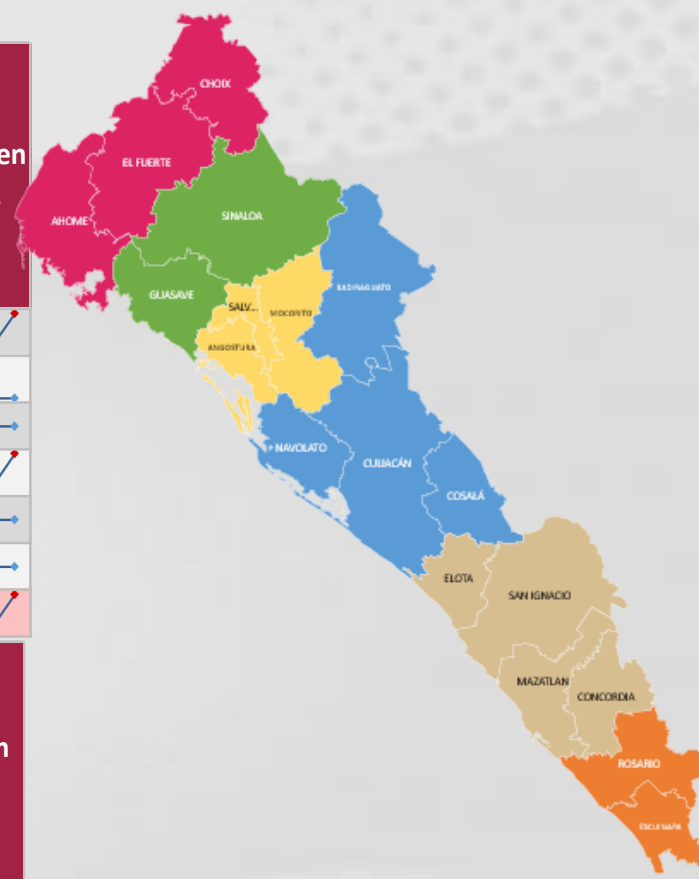 en
CHOIX
EL FUERTE
AHOME
SINALOA
BADIRAGUATO
GUASAVE
SALV...
MOCORITO
ANGOSTURA
NAVOLATO
CULIACÁN
COSALÁ
ELOTA
SAN IGNACIO
MAZATLAN
CONCORDIA
n
ROSARIO
ESCUINAPA